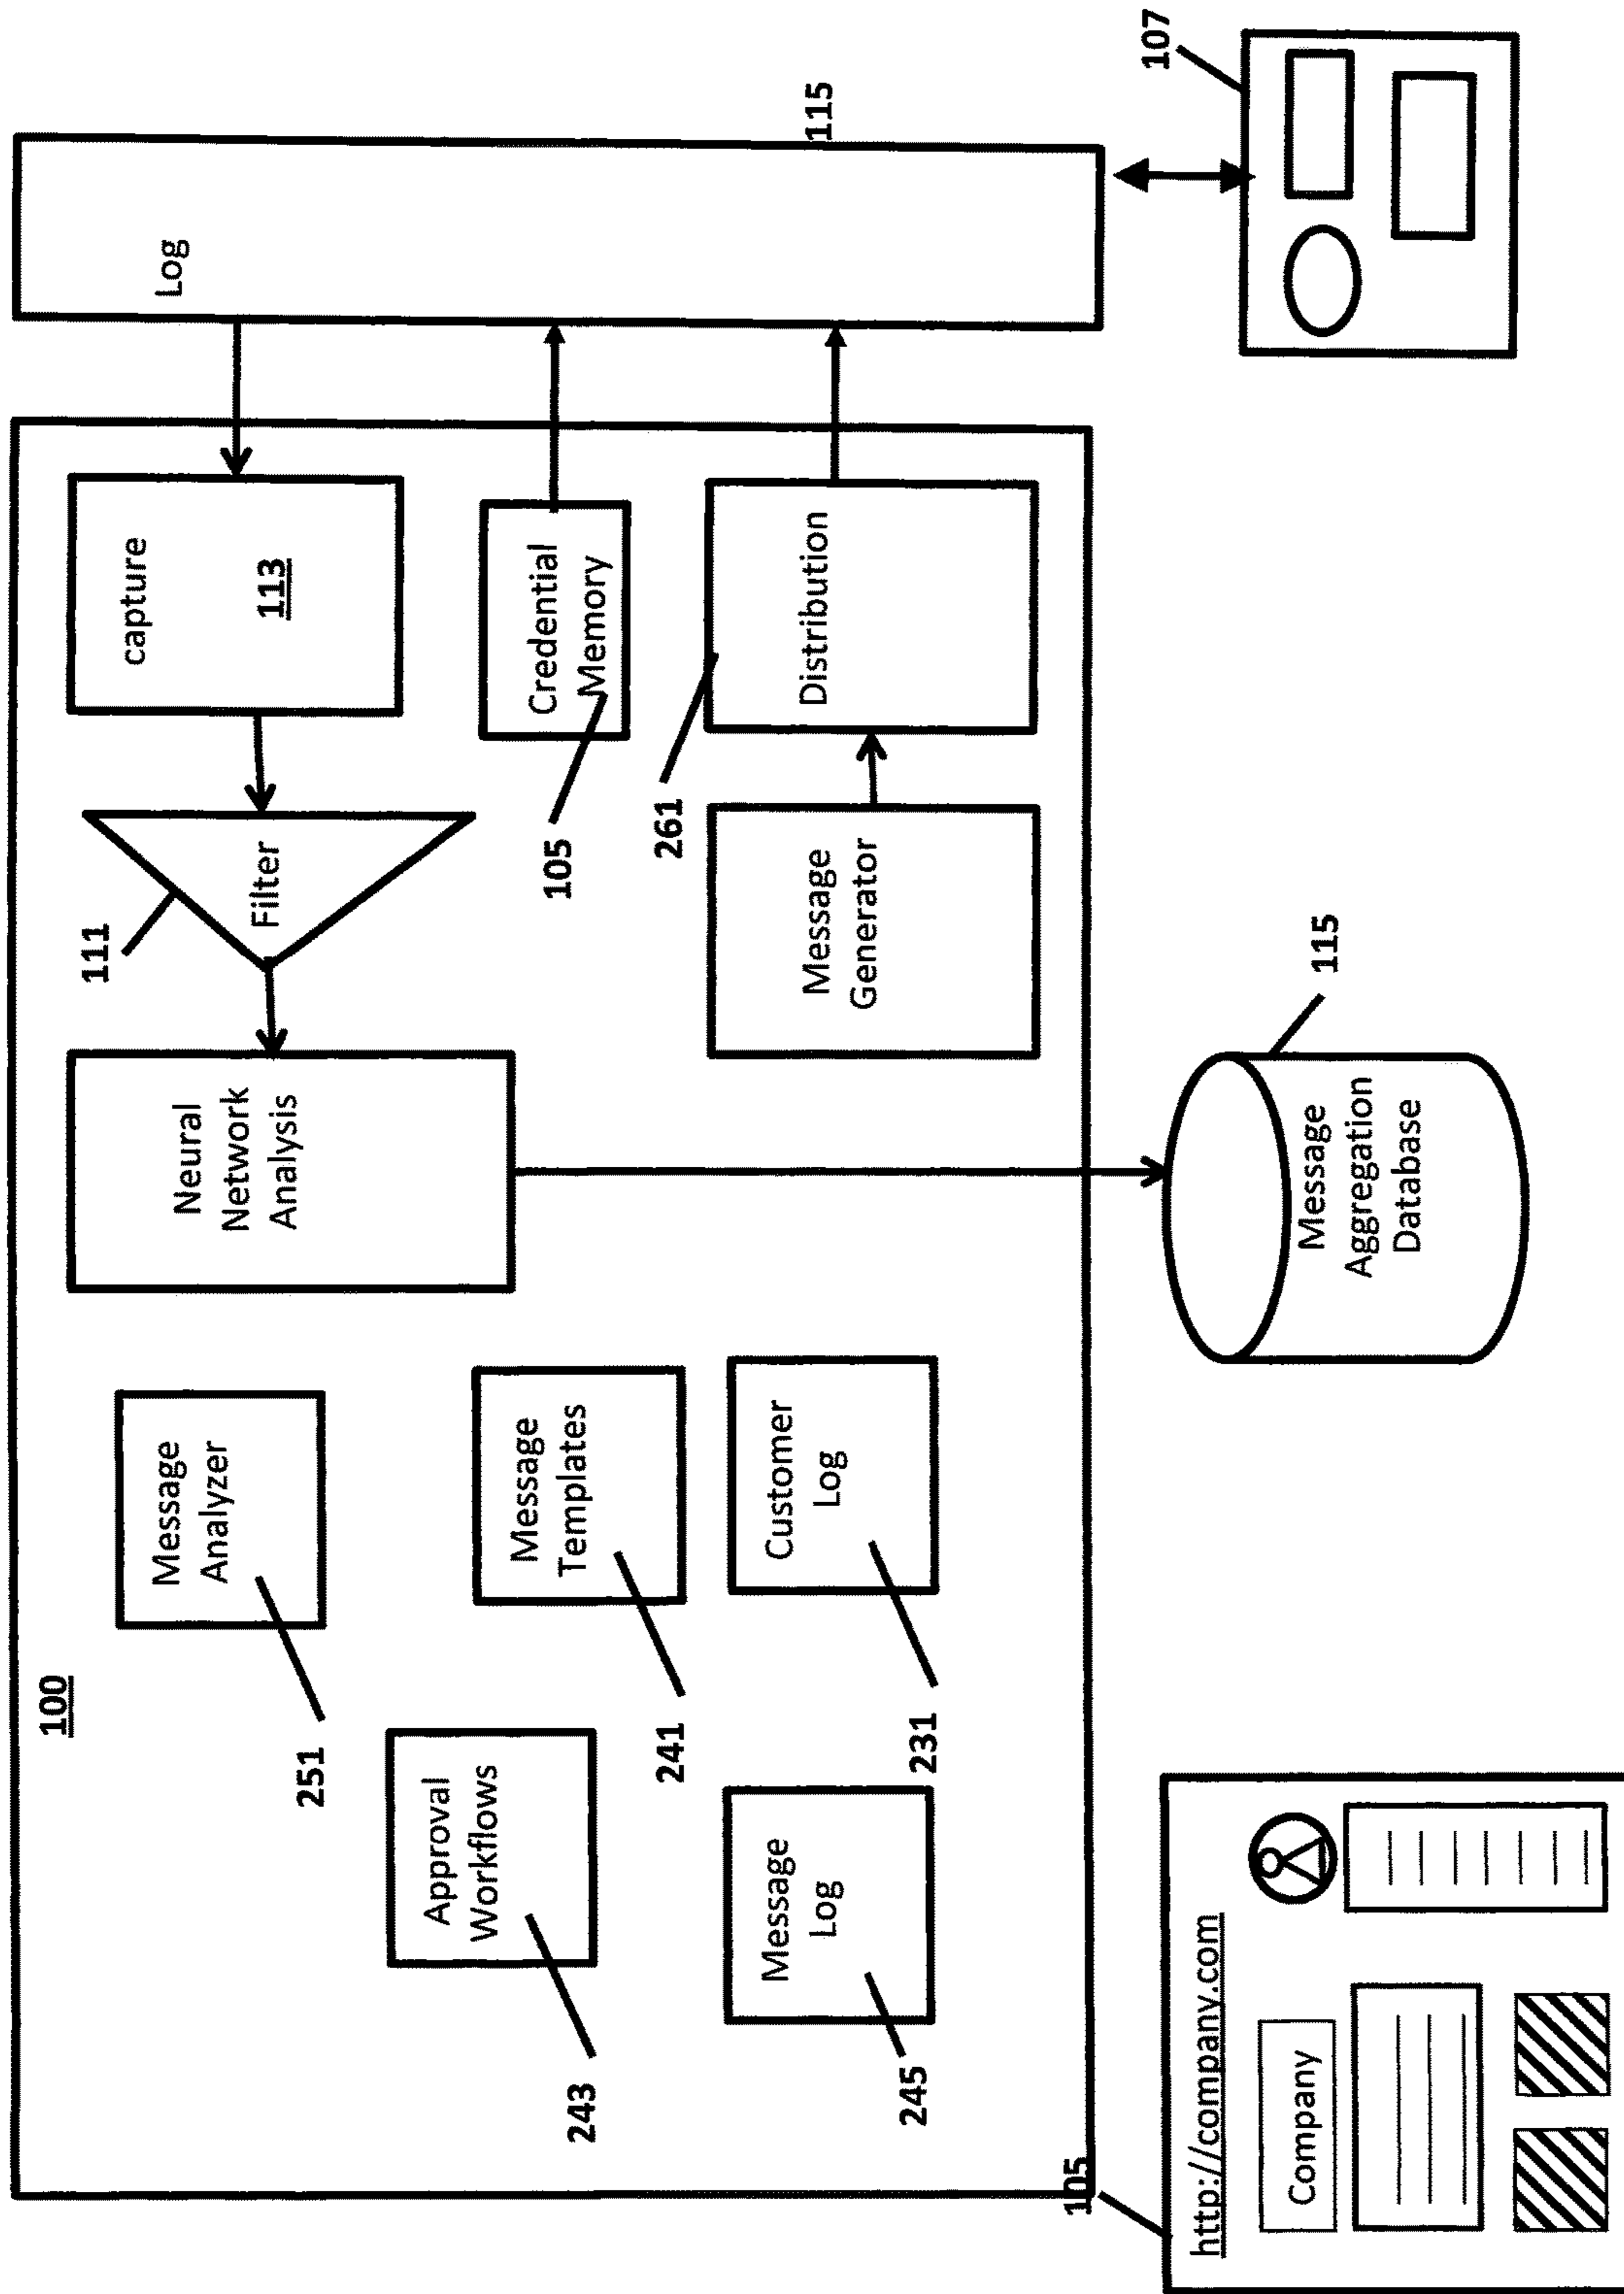 100
251
Message
Analyzer
Neural
Network
Analysis
111
Filter
capture
113
Log
243
Approval
Workflows
241
Message
Templates
105
Credential
Memory
245
Message
Log
231
Customer
Log
Message
Generator
261
Distribution
115
105
http://company.com
Company
Message
Aggregation
Database
115
107